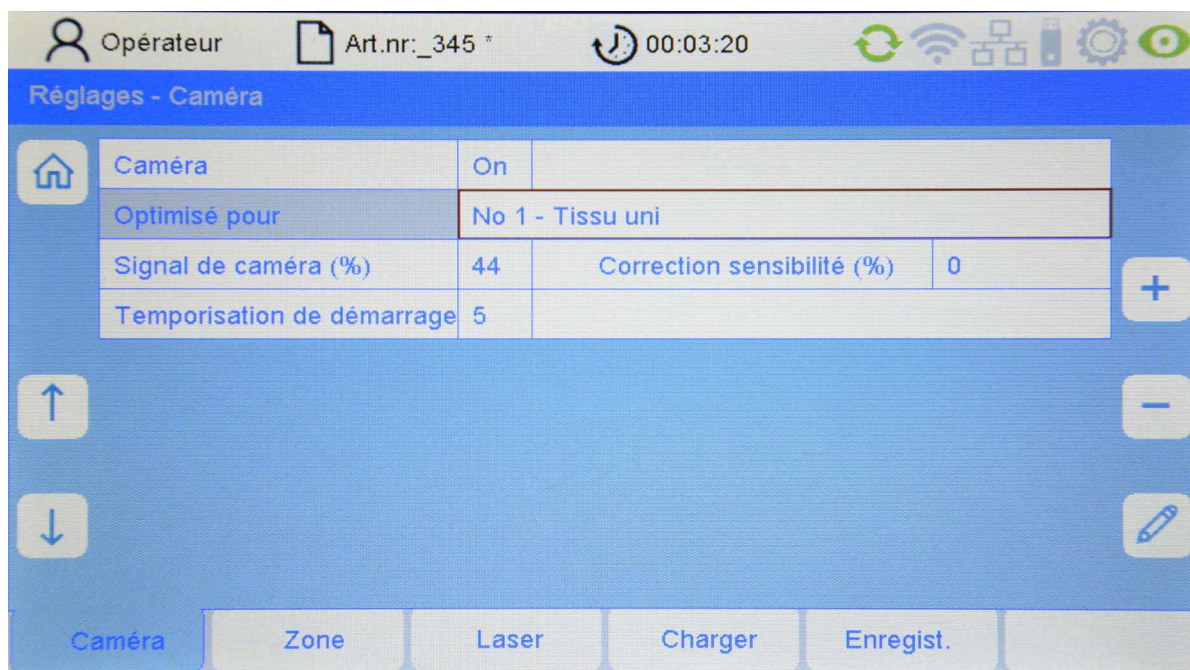 Opérateur Art.nr:_345 * 00:03:20
Réglages - Caméra
Caméra On
Optimisé pour No 1 - Tissu uni
Signal de caméra (%) 44 Correction sensibilité (%) 0
Temporisation de démarrage 5
Caméra Zone Laser Charger Enregist.